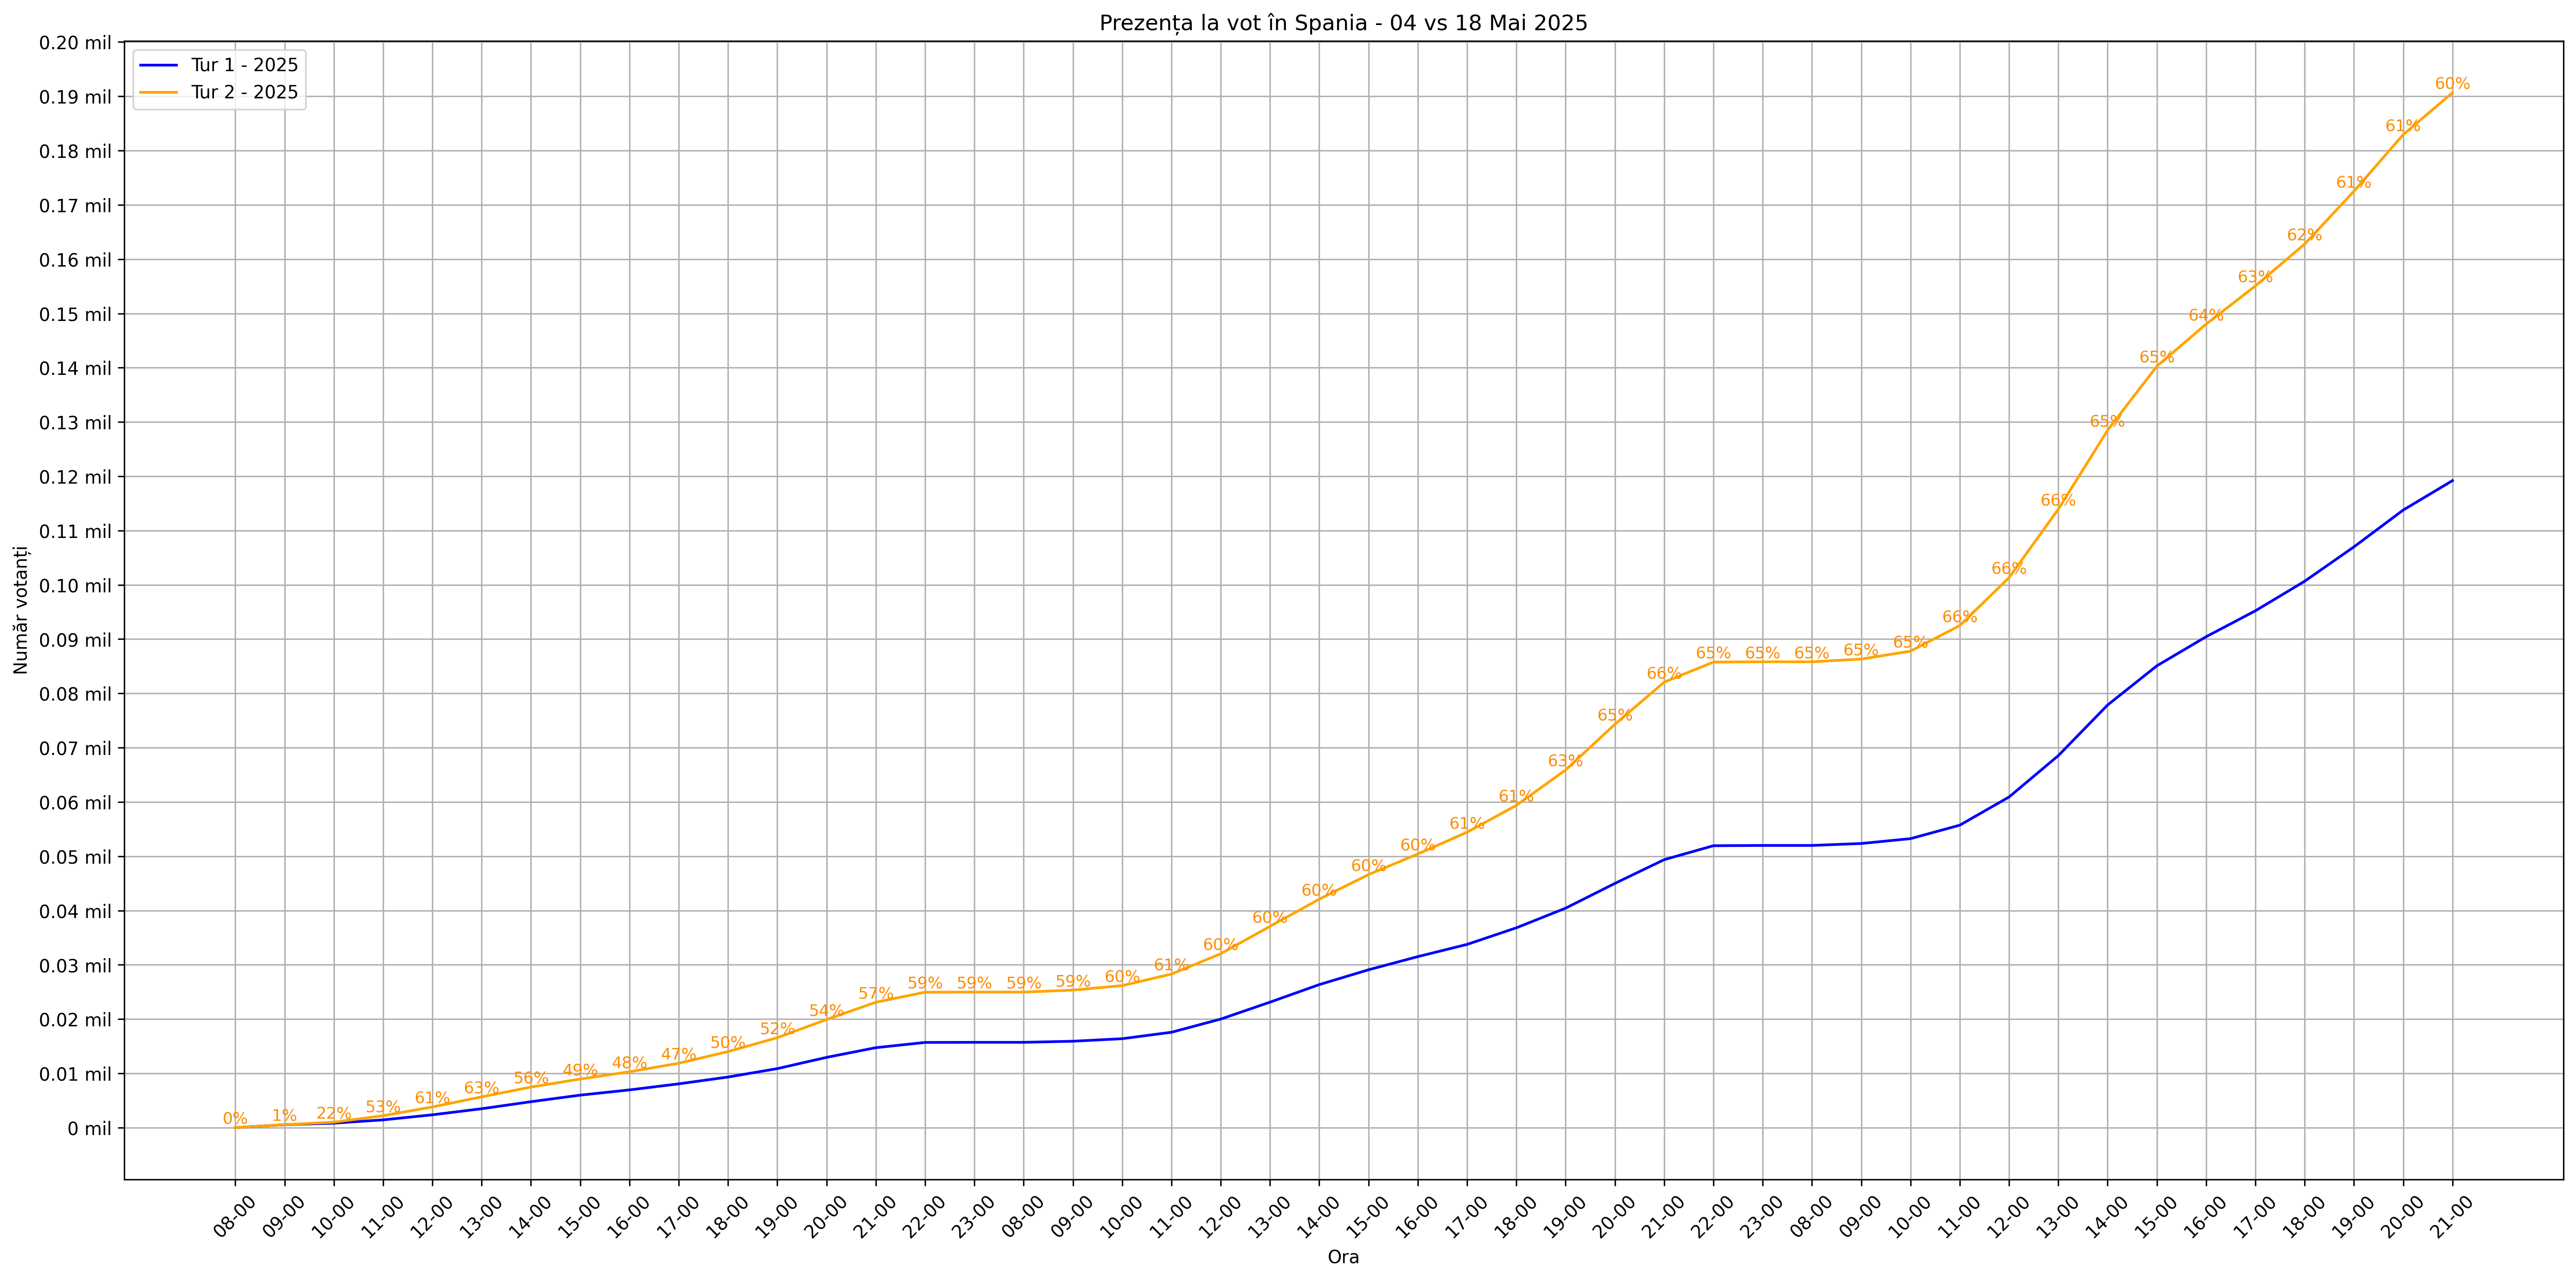 Prezența la vot în Spania - 04 vs 18 Mai 2025
Tur 1 - 2025
Tur 2 - 2025
Număr votanți
0.20 mil
0.19 mil
0.18 mil
0.17 mil
0.16 mil
0.15 mil
0.14 mil
0.13 mil
0.12 mil
0.11 mil
0.10 mil
0.09 mil
0.08 mil
0.07 mil
0.06 mil
0.05 mil
0.04 mil
0.03 mil
0.02 mil
0.01 mil
0 mil
0% 1% 22% 53% 61% 63% 56% 49% 48% 47% 50% 52% 54% 57% 59% 59% 59% 59% 60% 61% 60% 60% 60% 60% 60% 61% 61% 63% 65% 66% 65% 65% 65% 65% 65% 66% 66% 66% 65% 65% 64% 63% 62% 61% 61% 60%
08-00 09-00 10-00 11-00 12-00 13-00 14-00 15-00 16-00 17-00 18-00 19-00 20-00 21-00 22-00 23-00 08-00 09-00 10-00 11-00 12-00 13-00 14-00 15-00 16-00 17-00 18-00 19-00 20-00 21-00 22-00 23-00 08-00 09-00 10-00 11-00 12-00 13-00 14-00 15-00 16-00 17-00 18-00 19-00 20-00 21-00
Ora